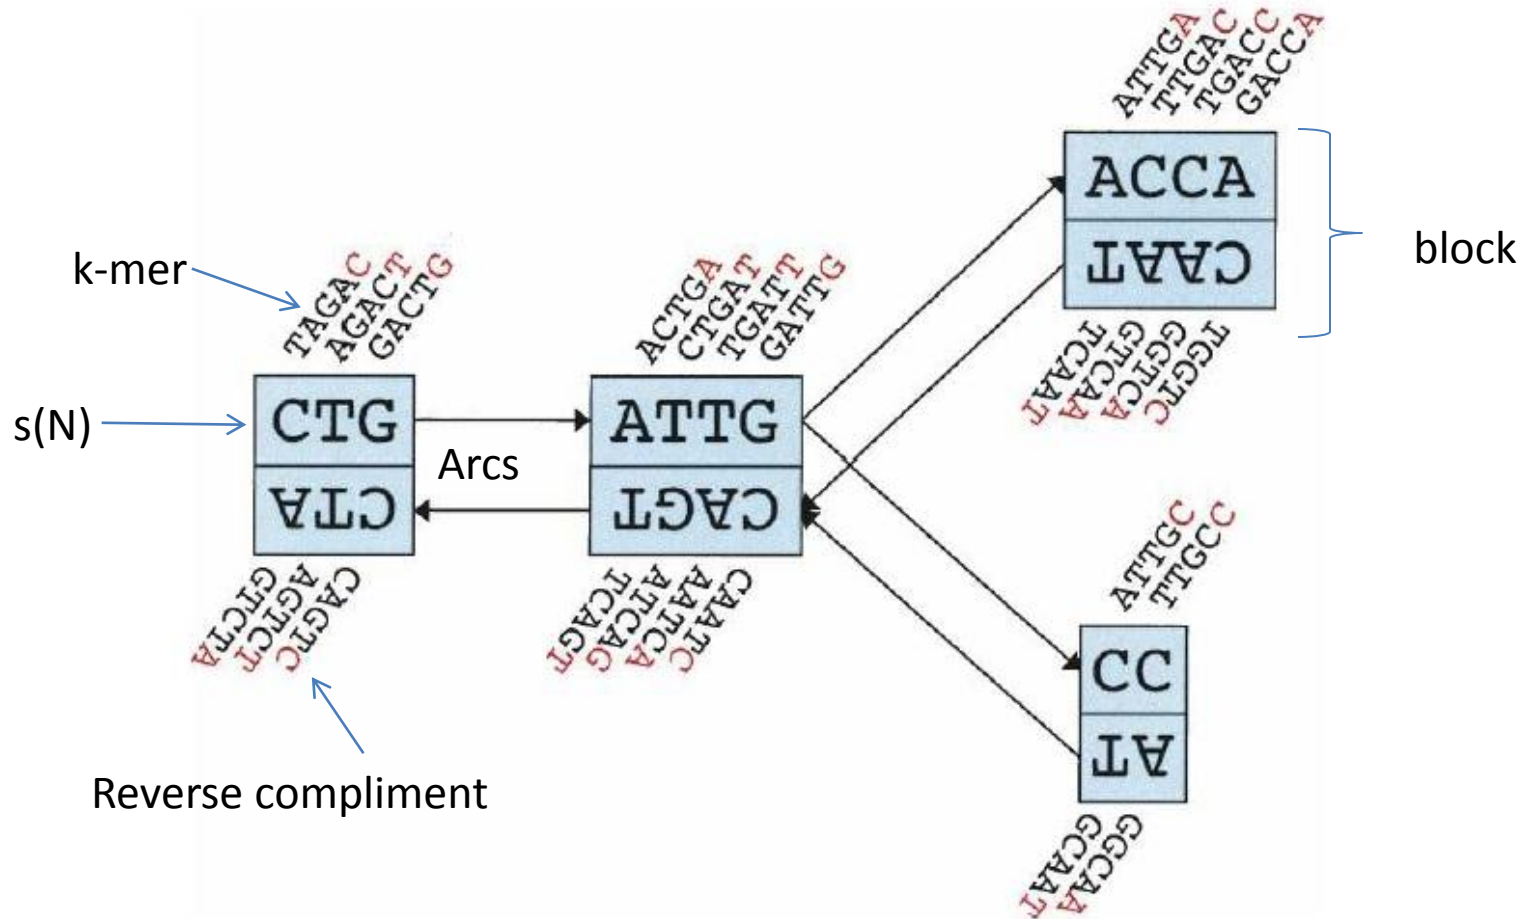 k-mer
s(N)
Arcs
block
Reverse compliment
TAGAC
AGACT
GACTG
CTG
CTA
GTCTA
AGTCT
CAGTC
ACTGA
CTGAT
TGATT
GATTG
ATTG
CAGT
TCAGT
ATCAG
AATCA
CAATC
ATTGA
TTGAC
TGACC
GACCA
ACCA
CAAT
TCAAT
GTCAA
GGTCA
TGGTC
ATTGC
TTGCC
CC
AT
GCAAT
GGCAA